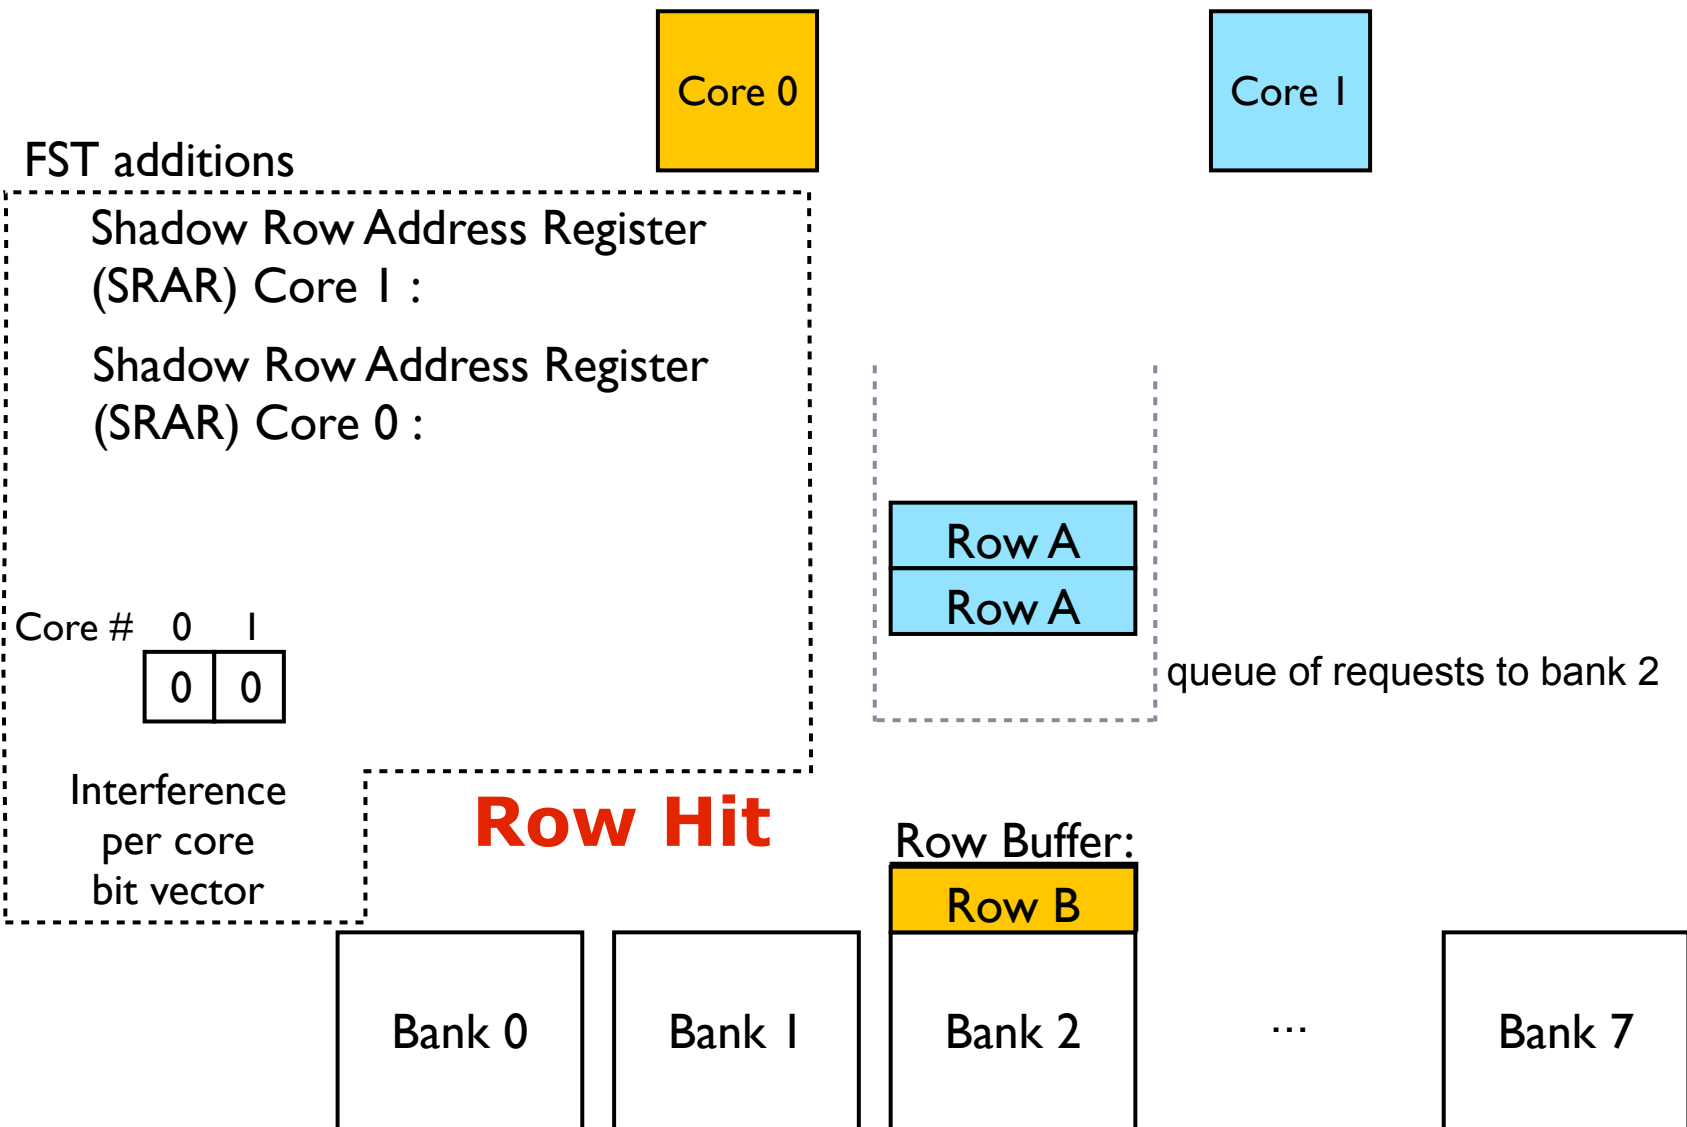 Core 0
Core 1
FST additions
Shadow Row Address Register
(SRAR) Core 1 :
Shadow Row Address Register
(SRAR) Core 0 :
Row A
Row A
Core # 0 1
0 0
queue of requests to bank 2
Interference
per core
bit vector
Row Hit
Row Buffer:
Row B
Bank 0
Bank 1
Bank 2
...
Bank 7